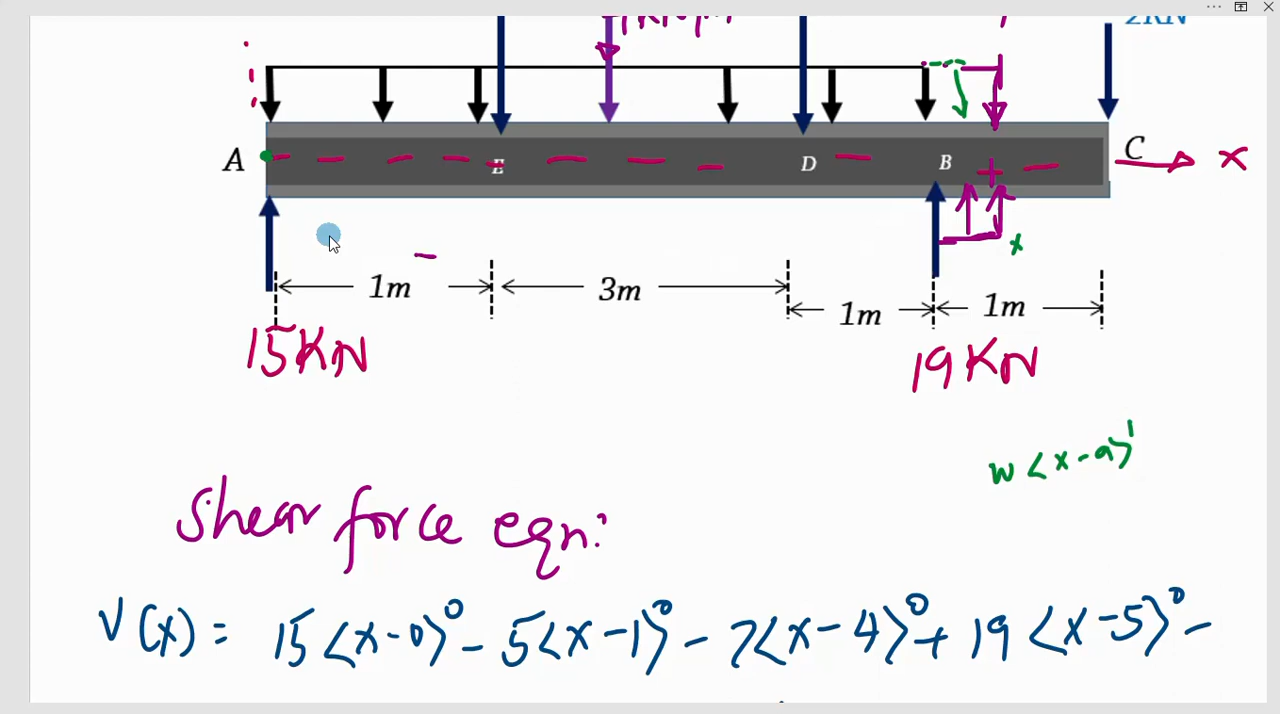 2KN
A E D B C x
x
1m 3m 1m 1m
15KN 19KN
w<x-a>¹
Shear force eqn:
V(x) = 15<x-0>⁰ - 5<x-1>⁰ - 7<x-4>⁰ + 19<x-5>⁰ -